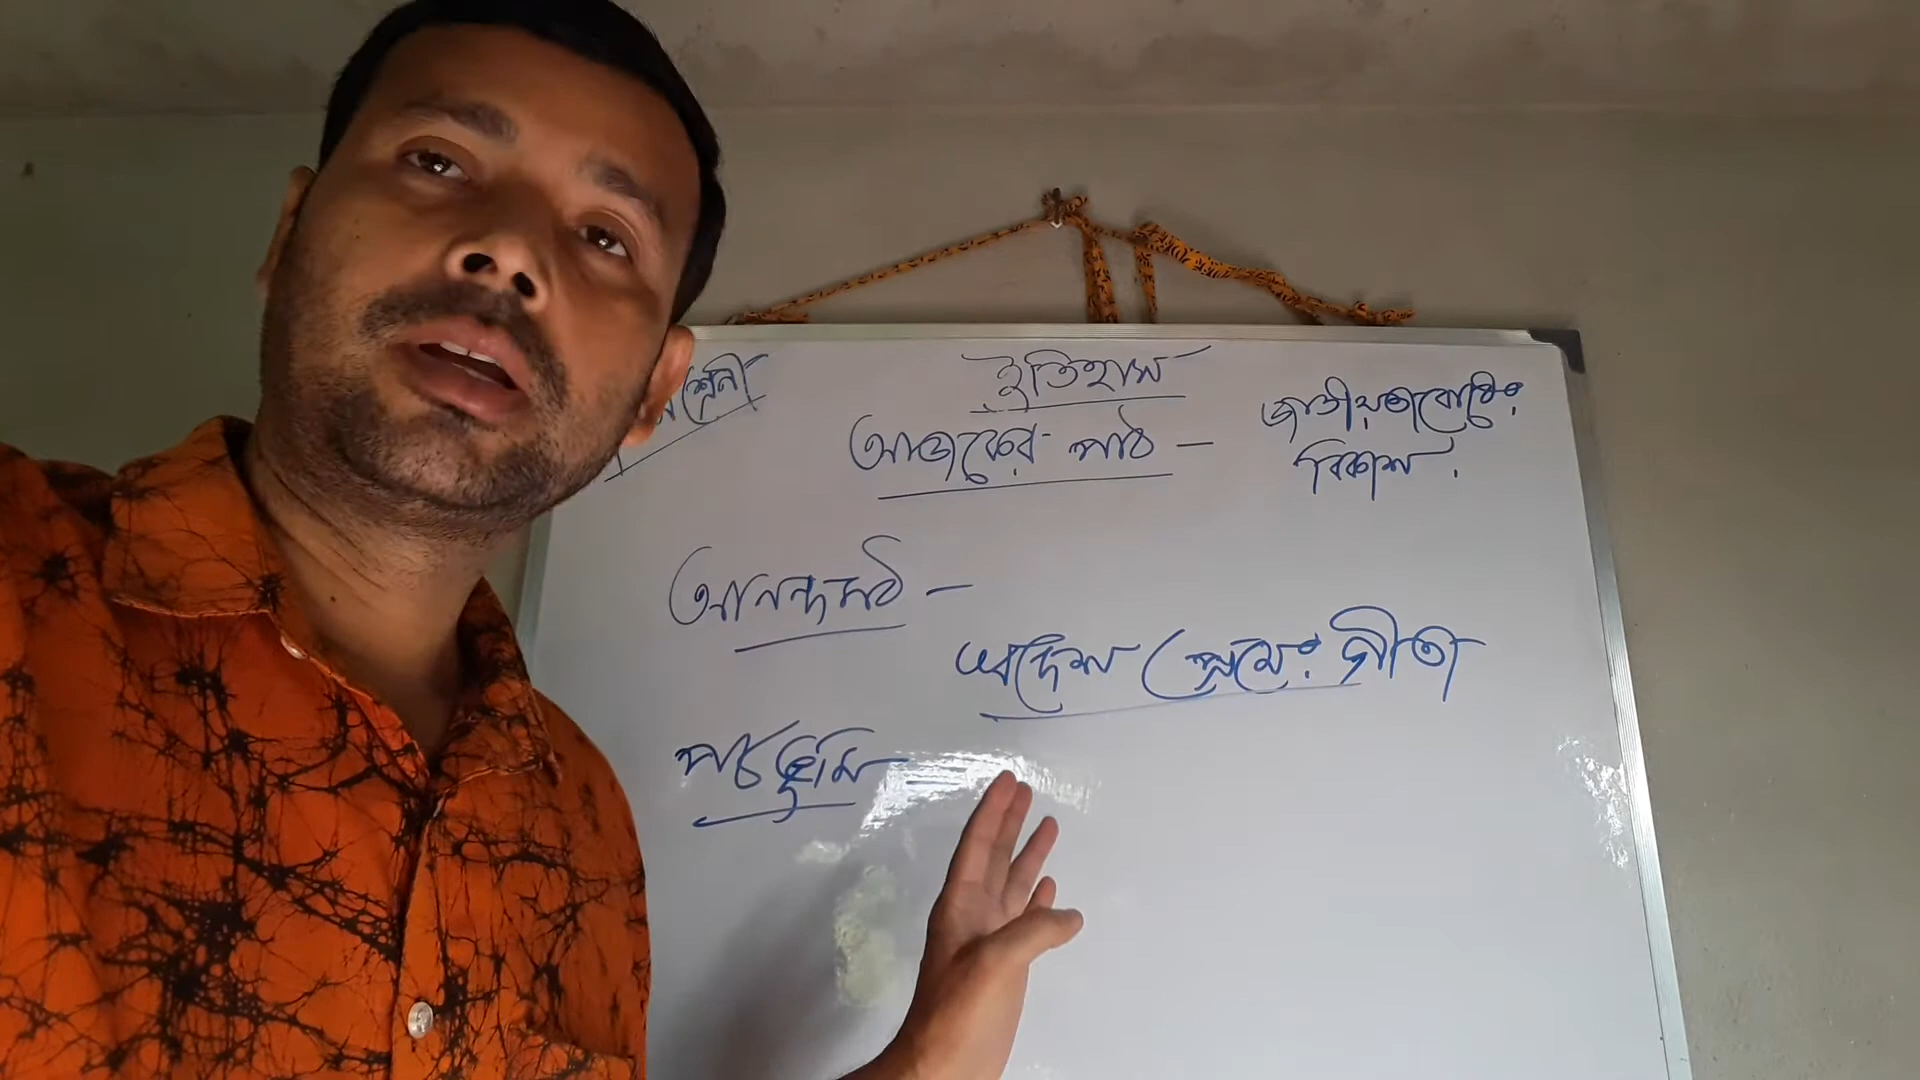 শ্রেনী
ইতিহাস
আজকের পাঠ -
জাতীয়তাবোধের
বিকাশ.
আনন্দমঠ -
স্বদেশ প্রেমের গীতা
পটভূমি -